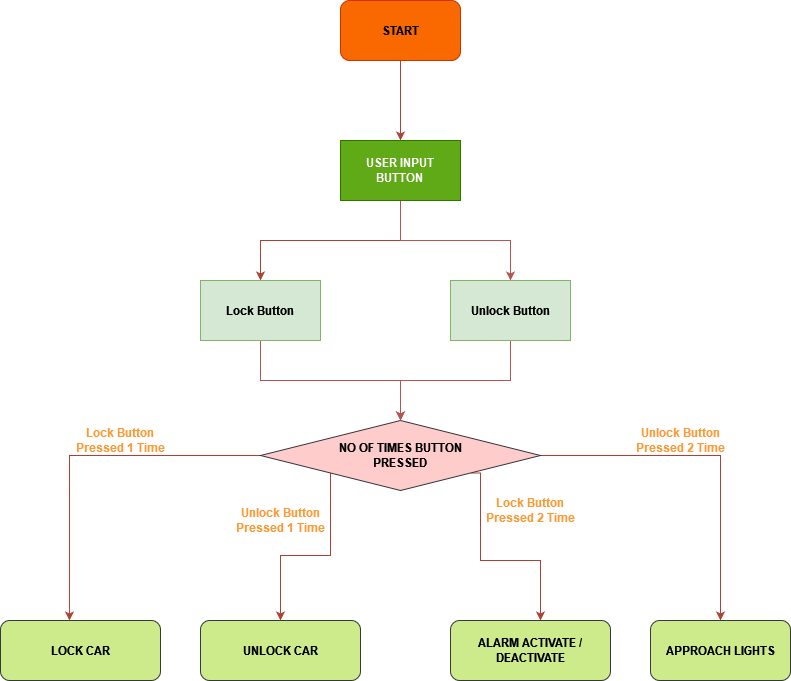 START
USER INPUT
BUTTON
Lock Button
Unlock Button
NO OF TIMES BUTTON
PRESSED
Lock Button
Pressed 1 Time
Unlock Button
Pressed 2 Time
Unlock Button
Pressed 1 Time
Lock Button
Pressed 2 Time
LOCK CAR
UNLOCK CAR
ALARM ACTIVATE /
DEACTIVATE
APPROACH LIGHTS